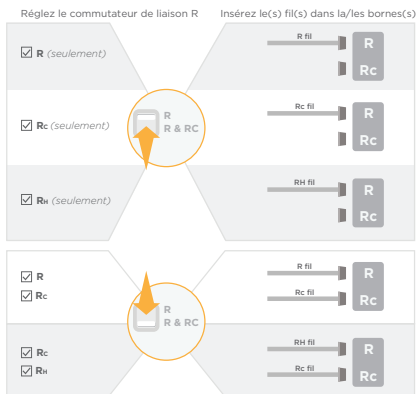 Réglez le commutateur de liaison R
Insérez le(s) fil(s) dans la/les bornes(s)
R (seulement)
R fil
R
Rc
Rc (seulement)
R
R & RC
Rc fil
R
Rc
RH (seulement)
RH fil
R
Rc
R
Rc
R
R & RC
R fil
Rc fil
R
Rc
Rc
RH
RH fil
Rc fil
R
Rc